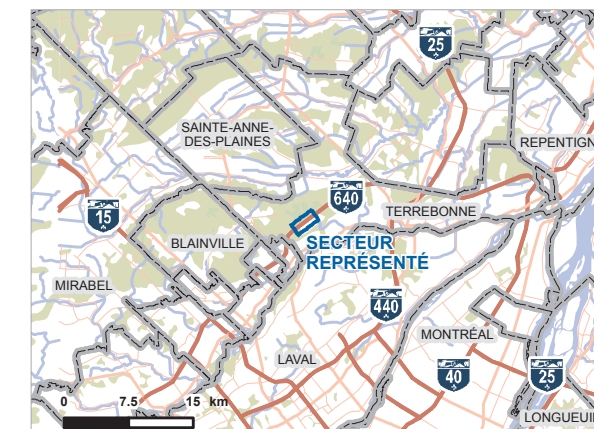 25
SAINTE-ANNE-
DES-PLAINES
REPENTIGN
640
15
TERREBONNE
BLAINVILLE
SECTEUR
REPRÉSENTÉ
MIRABEL
440
MONTRÉAL
LAVAL
40
25
0 7.5 15 km
LONGUEUI